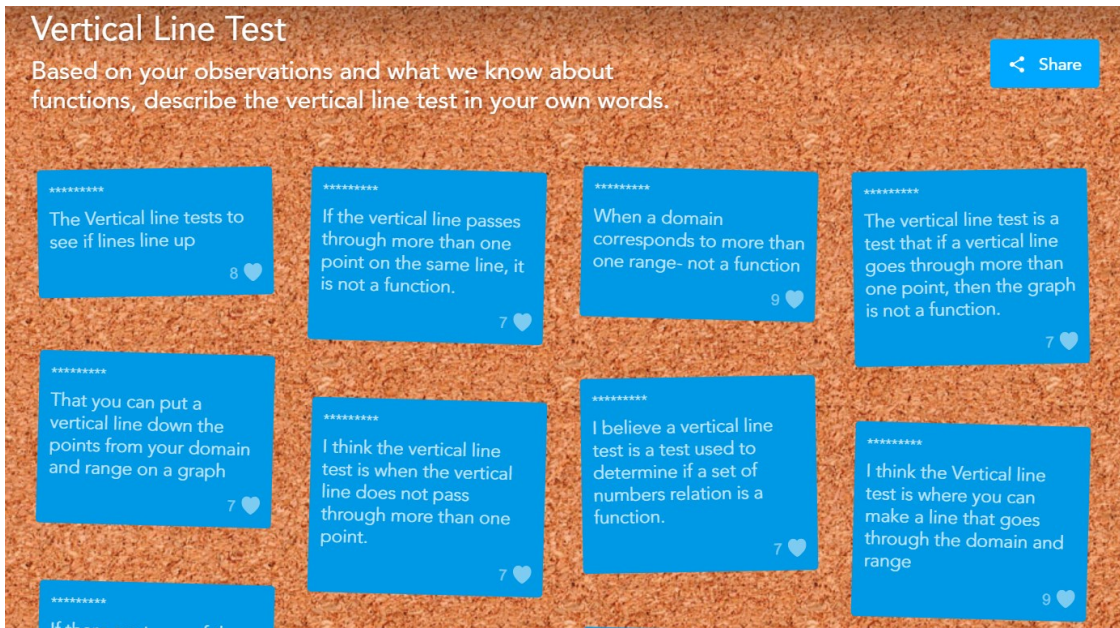 Vertical Line Test
Share
Based on your observations and what we know about
functions, describe the vertical line test in your own words.
*********
The Vertical line tests to
see if lines line up
8
*********
If the vertical line passes
through more than one
point on the same line, it
is not a function.
7
*********
When a domain
corresponds to more than
one range- not a function
9
*********
The vertical line test is a
test that if a vertical line
goes through more than
one point, then the graph
is not a function.
7
*********
That you can put a
vertical line down the
points from your domain
and range on a graph
7
*********
I think the vertical line
test is when the vertical
line does not pass
through more than one
point.
7
*********
I believe a vertical line
test is a test used to
determine if a set of
numbers relation is a
function.
7
*********
I think the Vertical line
test is where you can
make a line that goes
through the domain and
range
9
*********